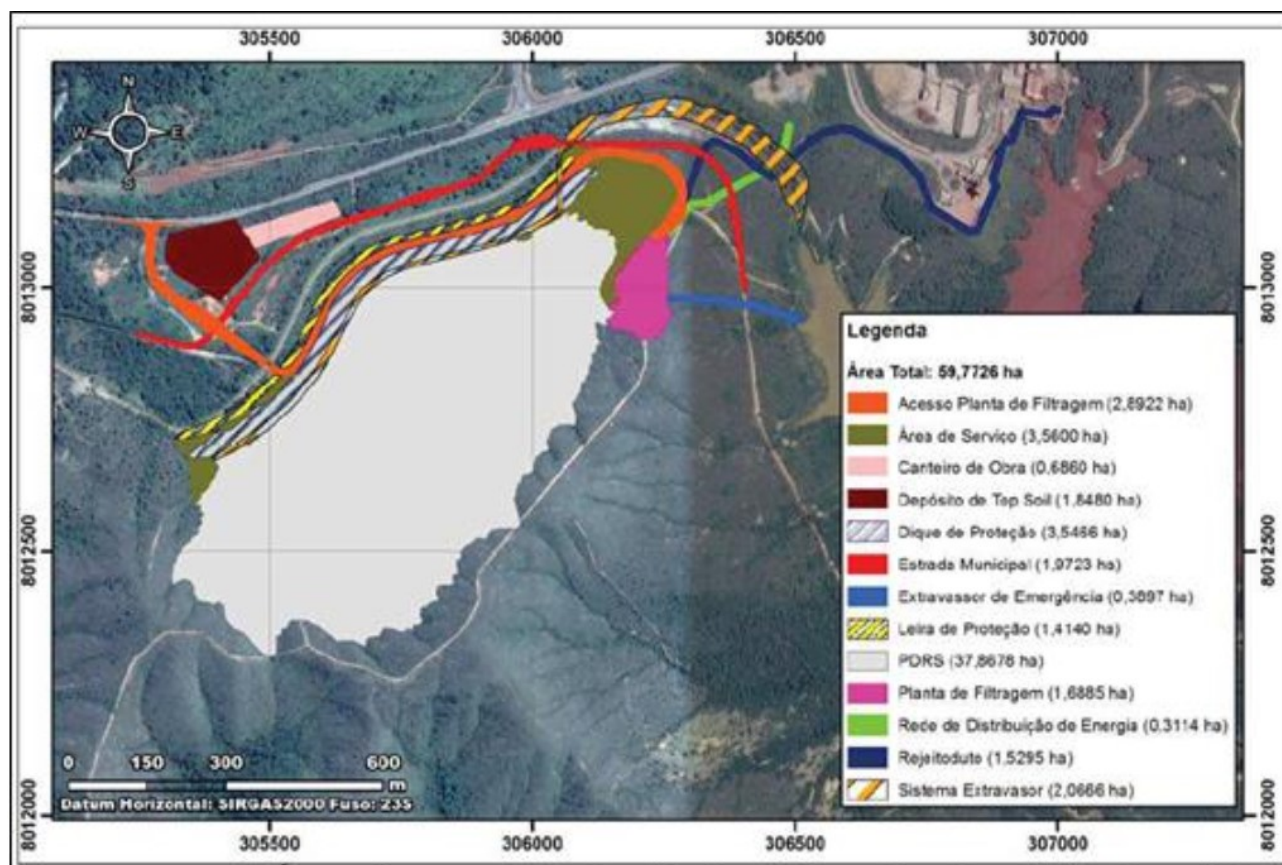 305500 306000 306500 307000
N
W E
S
8013000 8013000
8012500 8012500
8012000 8012000
Legenda
Área Total: 59,7726 ha
Acesso Planta de Filtragem (2,8922 ha)
Área de Serviço (3,5600 ha)
Canteiro de Obra (0,6860 ha)
Depósito de Top Soil (1,8480 ha)
Dique de Proteção (3,5466 ha)
Estrada Municipal (1,9723 ha)
Extravassor de Emergência (0,3897 ha)
Leira de Proteção (1,4140 ha)
PDRS (37,8678 ha)
Planta de Filtragem (1,6885 ha)
Rede de Distribuição de Energia (0,3114 ha)
Rejeitoduto (1,5295 ha)
Sistema Extravasor (2,0666 ha)
0 150 300 600
m
Datum Horizontal: SIRGAS2000 Fuso: 23S
305500 306000 306500 307000